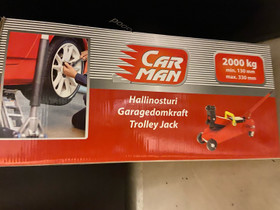 CAR
MAN
2000 kg
min. 130 mm
max. 330 mm
Hallinosturi
Garagedomkraft
Trolley Jack